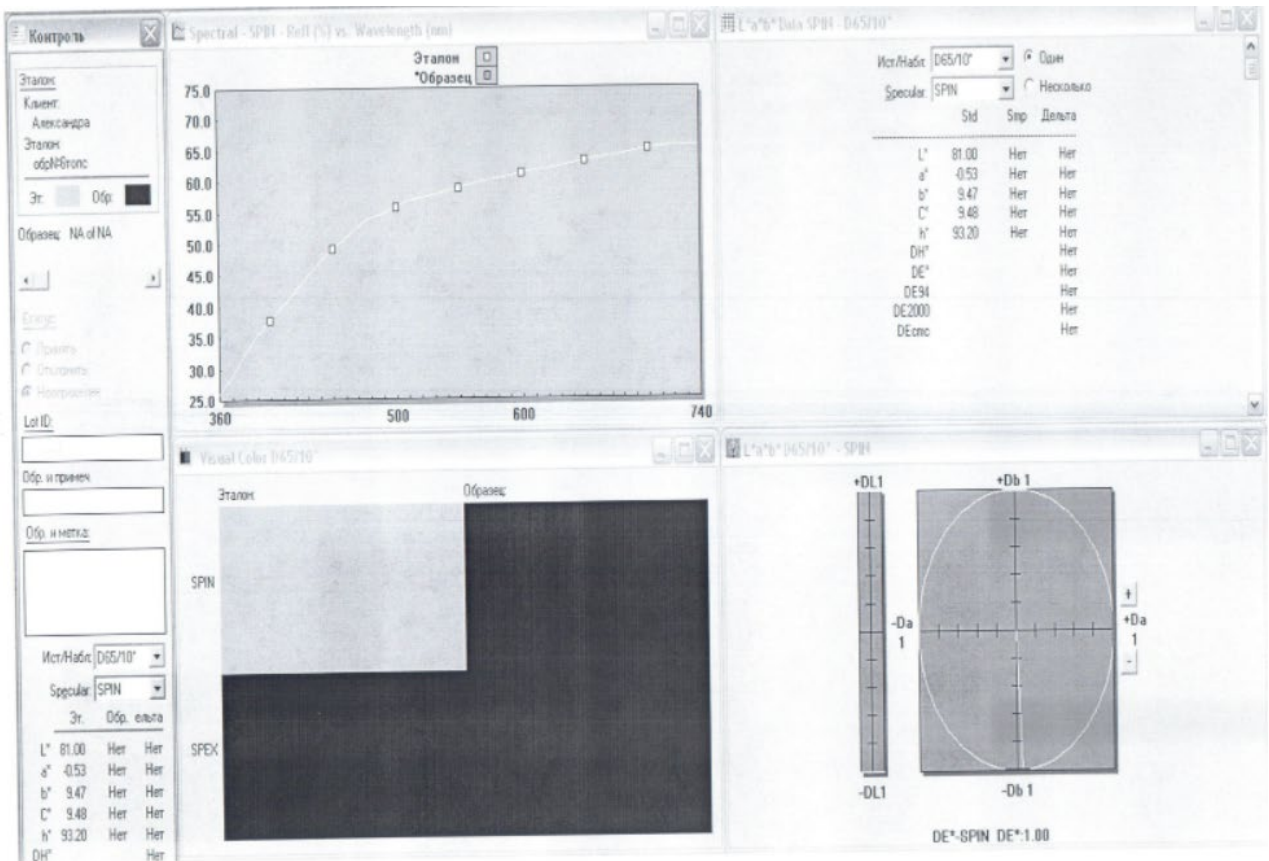 Контроль
Эталон:
Клиент:
Александра
Эталон:
Эт. Обр:
Образец: NA of NA
Статус:
Принять
Отклонить
Lot ID:
Обр. и примеч
Обр. и метка:
Ист/Набл: D65/10°
Specular: SPIN
Эт. Обр. ельта
L* 81.00 Нет Нет
a* -0.53 Нет Нет
b* 9.47 Нет Нет
C* 9.48 Нет Нет
h* 93.20 Нет Нет
DH* Нет
Spectral - SPIN - Refl (%) vs. Wavelength (nm)
Эталон
*Образец
75.0
70.0
65.0
60.0
55.0
50.0
45.0
40.0
35.0
30.0
25.0
360 500 600 740
L*a*b* Data SPIN - D65/10°
Ист/Набл: D65/10° Один
Specular: SPIN Несколько
Std Smp Дельта
L* 81.00 Нет Нет
a* -0.53 Нет Нет
b* 9.47 Нет Нет
C* 9.48 Нет Нет
h* 93.20 Нет Нет
DH* Нет
DE* Нет
DE94 Нет
DE2000 Нет
DEcmc Нет
Visual Color D65/10°
Эталон: Образец:
SPIN
SPEX
L*a*b* D65/10° - SPIN
+DL1 +Db 1
+
-Da +Da
1 1
-
-DL1 -Db 1
DE*-SPIN DE*:1.00